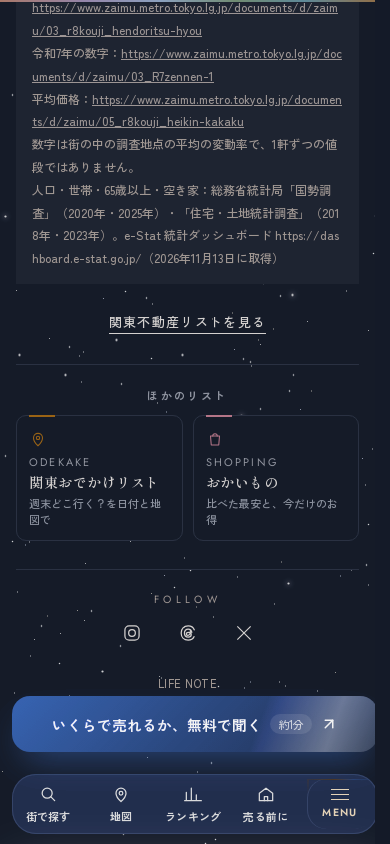 https://www.zaimu.metro.tokyo.lg.jp/documents/d/zaim
u/03_r8kouji_hendoritsu-hyou
令和7年の数字：https://www.zaimu.metro.tokyo.lg.jp/doc
uments/d/zaimu/03_R7zennen-1
平均価格：https://www.zaimu.metro.tokyo.lg.jp/documen
ts/d/zaimu/05_r8kouji_heikin-kakaku
数字は街の中の調査地点の平均の変動率で、1軒ずつの値
段ではありません。
人口・世帯・65歳以上・空き家：総務省統計局「国勢調
査」（2020年・2025年）・「住宅・土地統計調査」（201
8年・2023年）。e-Stat 統計ダッシュボード https://das
hboard.e-stat.go.jp/（2026年11月13日に取得）
関東不動産リストを見る
ほかのリスト
ODEKAKE
関東おでかけリスト
週末どこ行く？を日付と地
図で
SHOPPING
おかいもの
比べた最安と、今だけのお
得
FOLLOW
LIFE NOTE.
いくらで売れるか、無料で聞く 約1分
街で探す 地図 ランキング 売る前に MENU